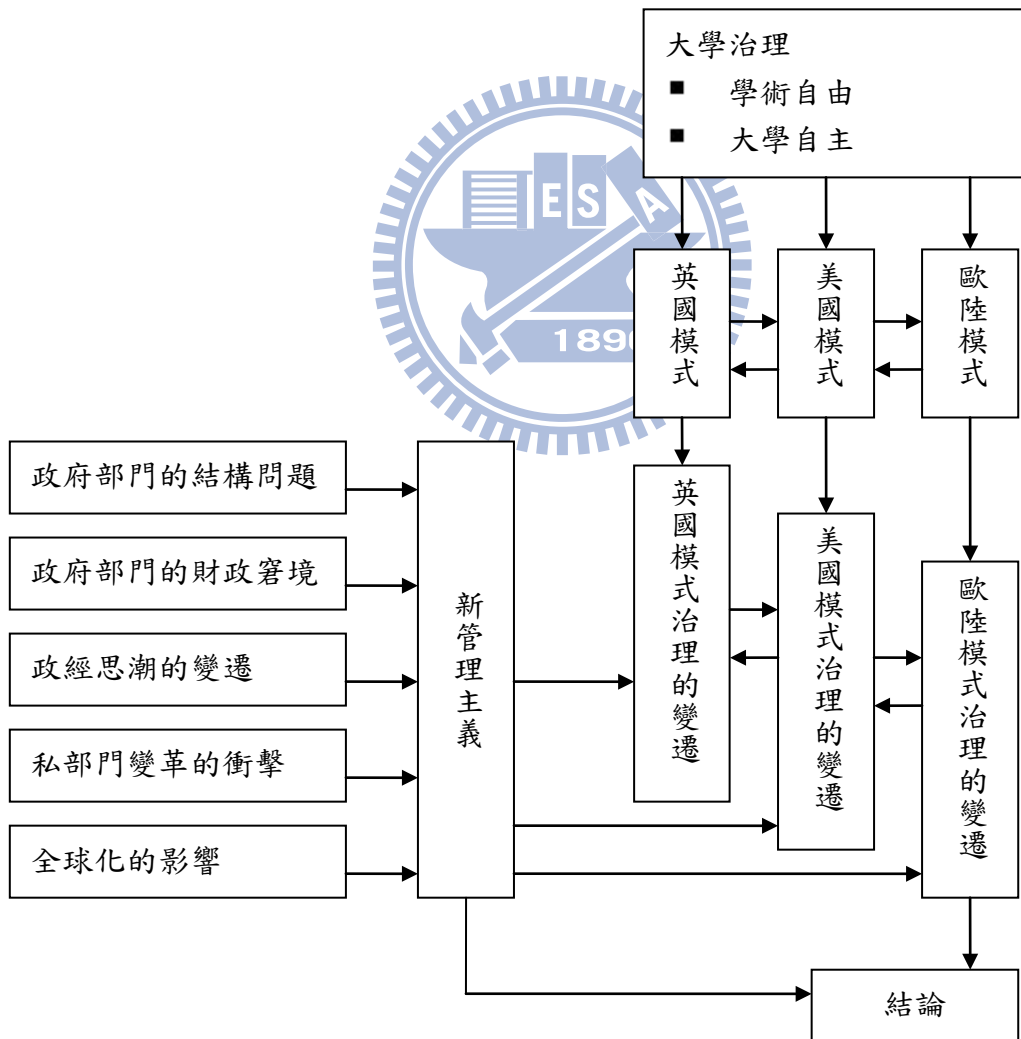 大學治理
■ 學術自由
■ 大學自主
ESA
189
英國模式
美國模式
歐陸模式
政府部門的結構問題
政府部門的財政窘境
政經思潮的變遷
私部門變革的衝擊
全球化的影響
新管理主義
英國模式治理的變遷
美國模式治理的變遷
歐陸模式治理的變遷
結論